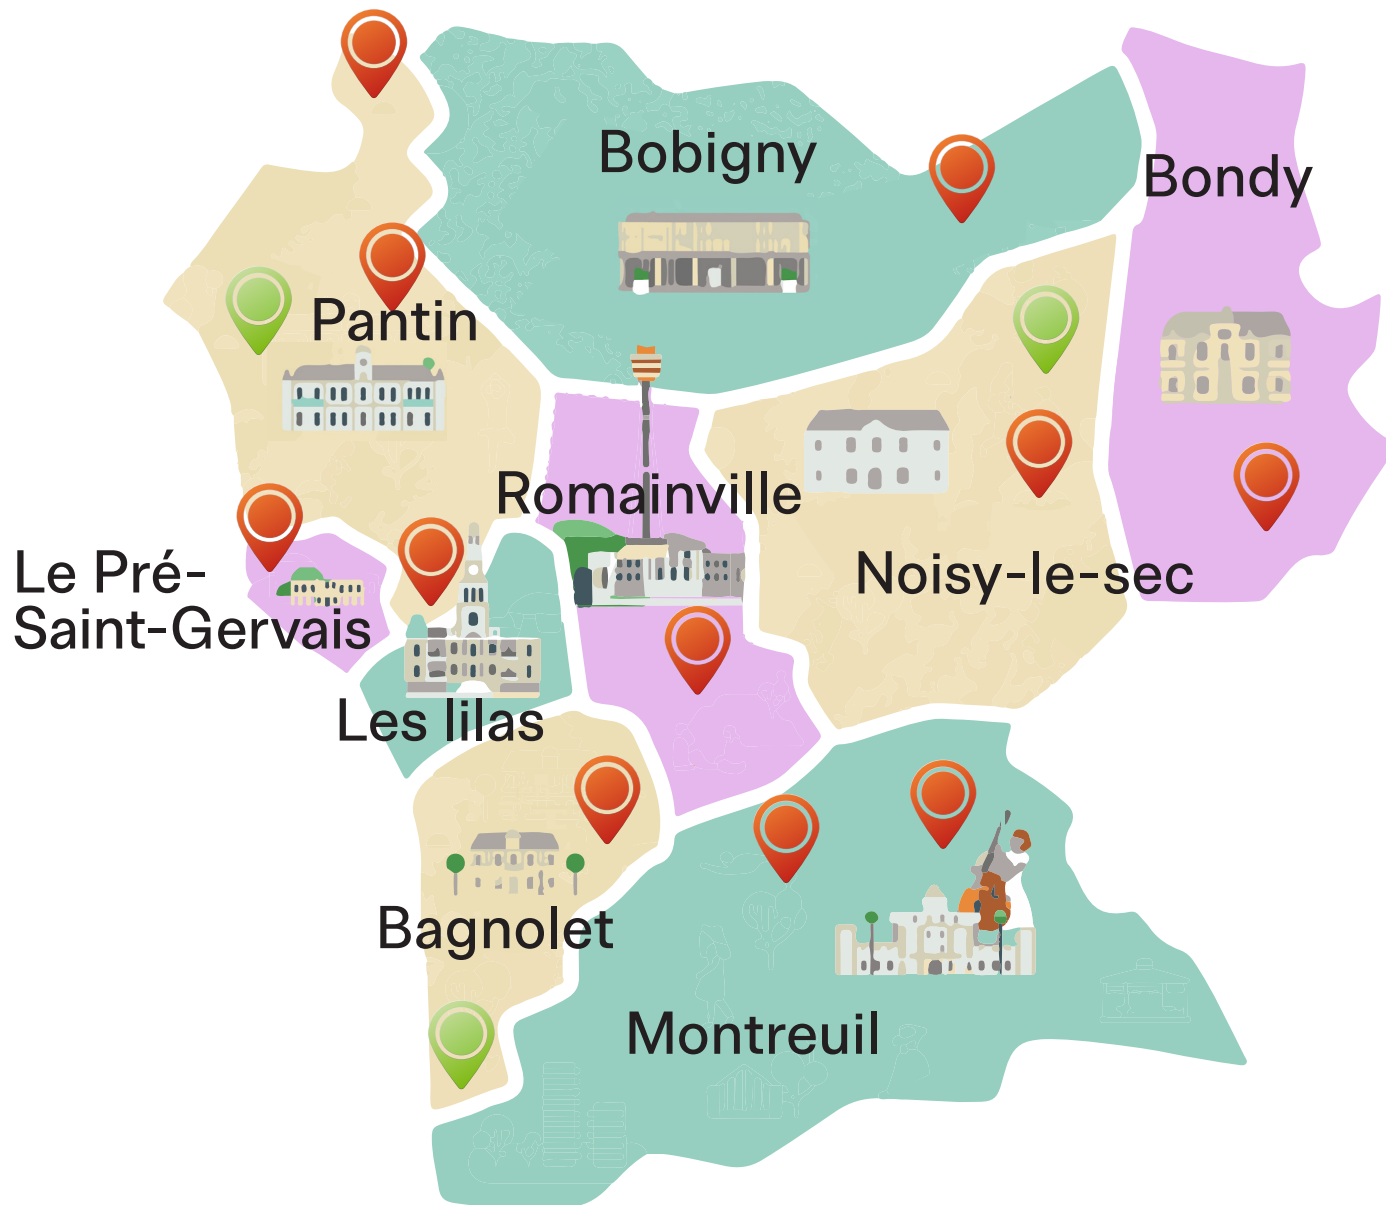 Bobigny
Bondy
Pantin
Romainville
Le Pré-
Saint-Gervais
Noisy-le-sec
Les lilas
Bagnolet
Montreuil